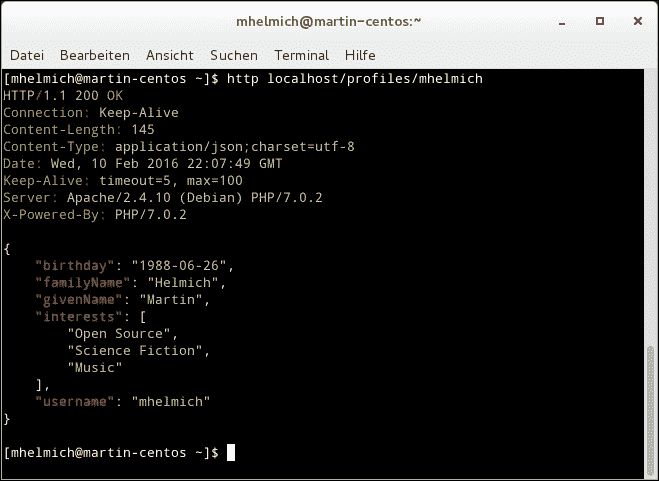 mhelmich@martin-centos:~
Datei Bearbeiten Ansicht Suchen Terminal Hilfe
[mhelmich@martin-centos ~]$ http localhost/profiles/mhelmich
HTTP/1.1 200 OK
Connection: Keep-Alive
Content-Length: 145
Content-Type: application/json;charset=utf-8
Date: Wed, 10 Feb 2016 22:07:49 GMT
Keep-Alive: timeout=5, max=100
Server: Apache/2.4.10 (Debian) PHP/7.0.2
X-Powered-By: PHP/7.0.2
{
    "birthday": "1988-06-26",
    "familyName": "Helmich",
    "givenName": "Martin",
    "interests": [
        "Open Source",
        "Science Fiction",
        "Music"
    ],
    "username": "mhelmich"
}
[mhelmich@martin-centos ~]$